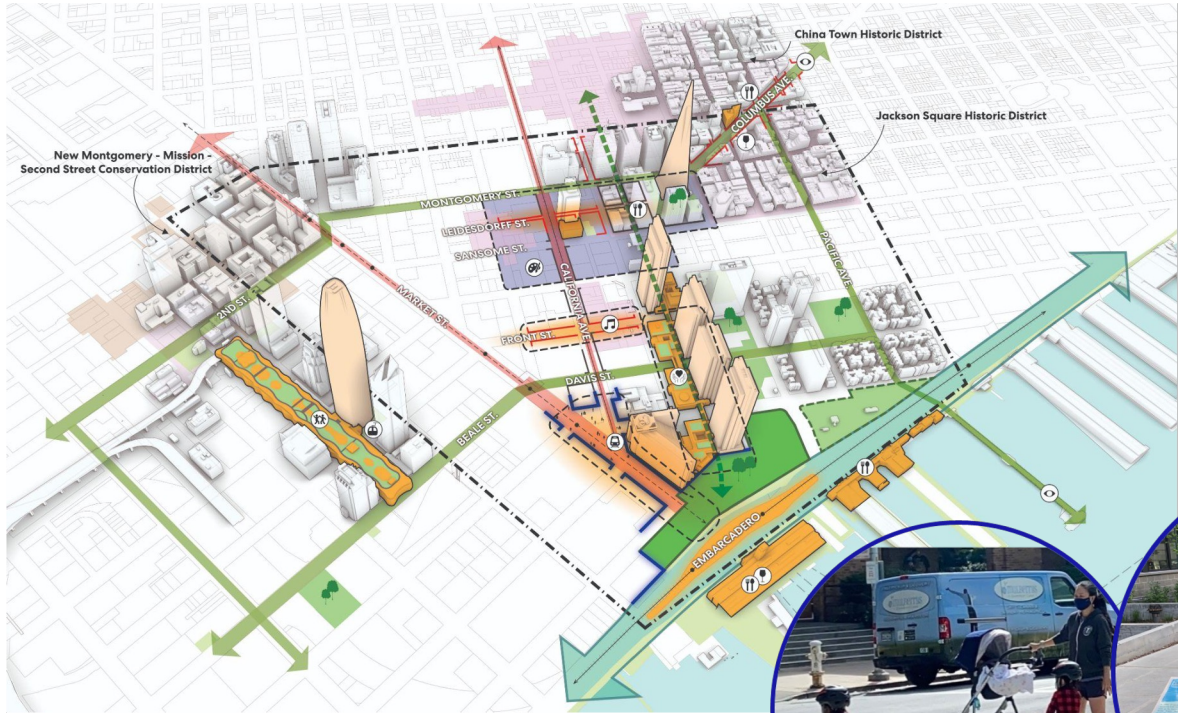 China Town Historic District
COLUMBUS AVE.
Jackson Square Historic District
New Montgomery - Mission -
Second Street Conservation District
MONTGOMERY ST.
LEIDESDORFF ST.
SANSOME ST.
CALIFORNIA AVE
PACIFIC AVE.
2ND ST.
MARKET ST.
FRONT ST.
DAVIS ST.
BEALE ST.
EMBARCADERO